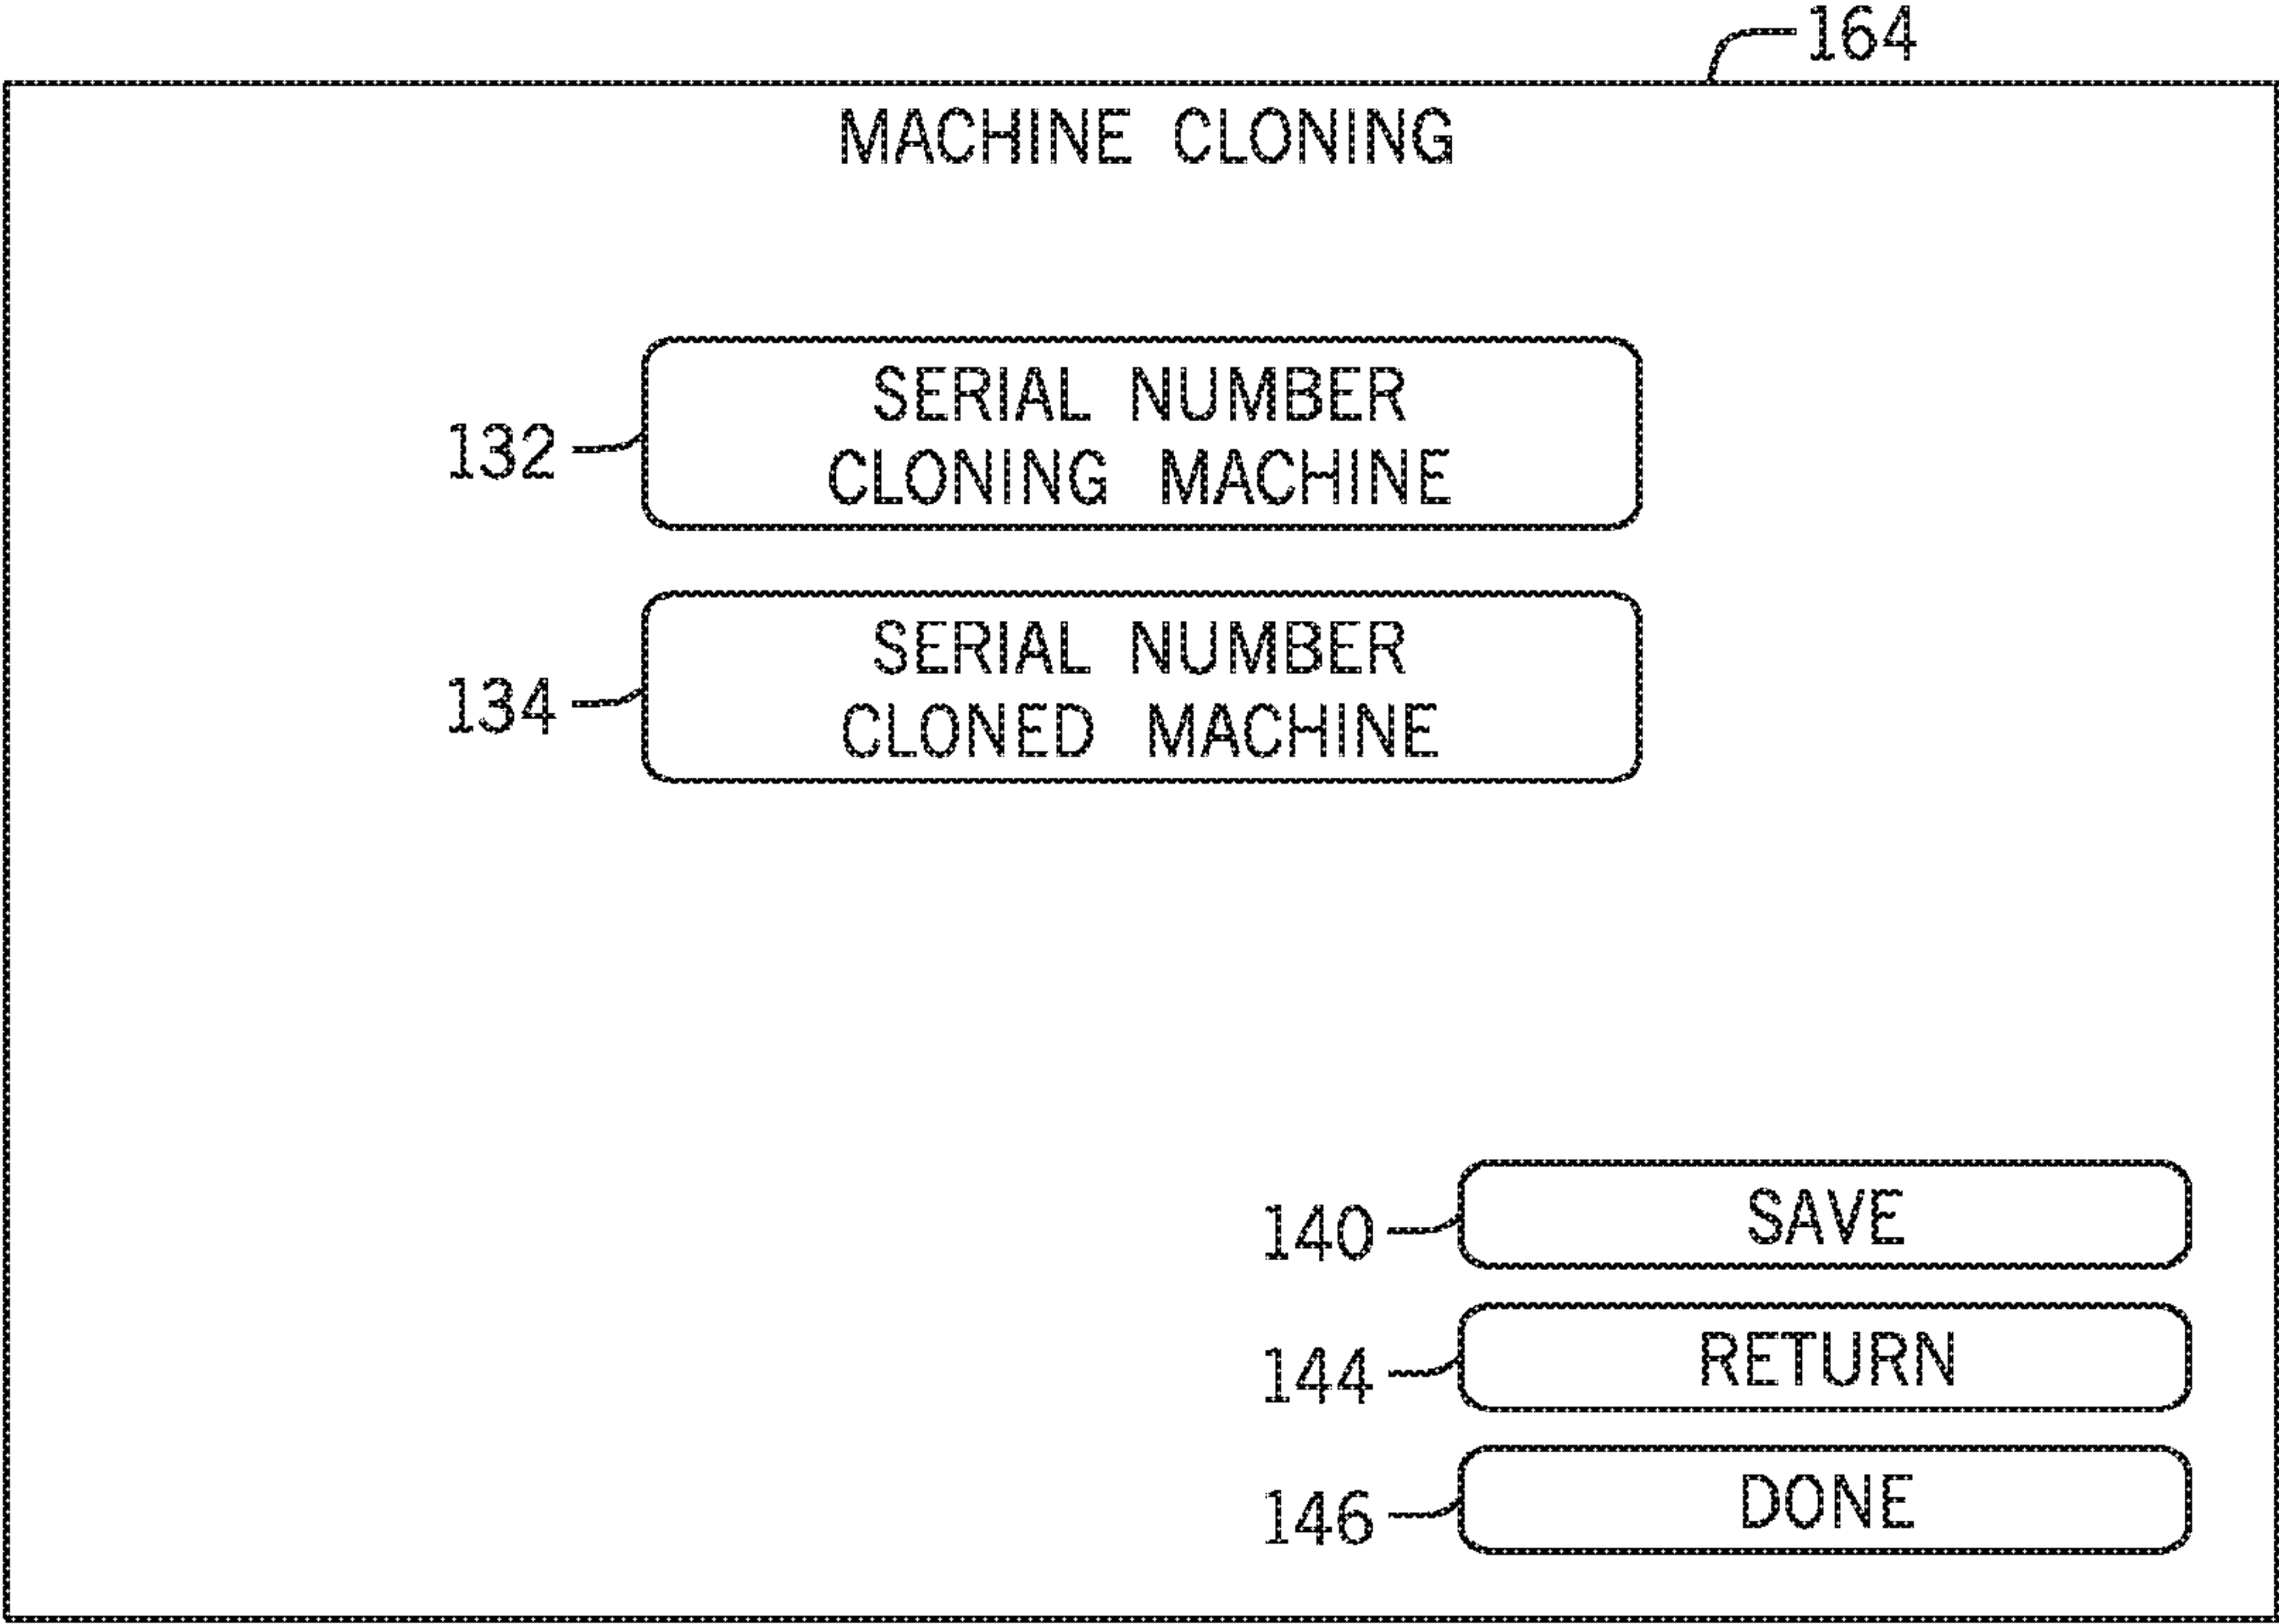 164
MACHINE CLONING
132
SERIAL NUMBER
CLONING MACHINE
134
SERIAL NUMBER
CLONED MACHINE
140
SAVE
144
RETURN
146
DONE